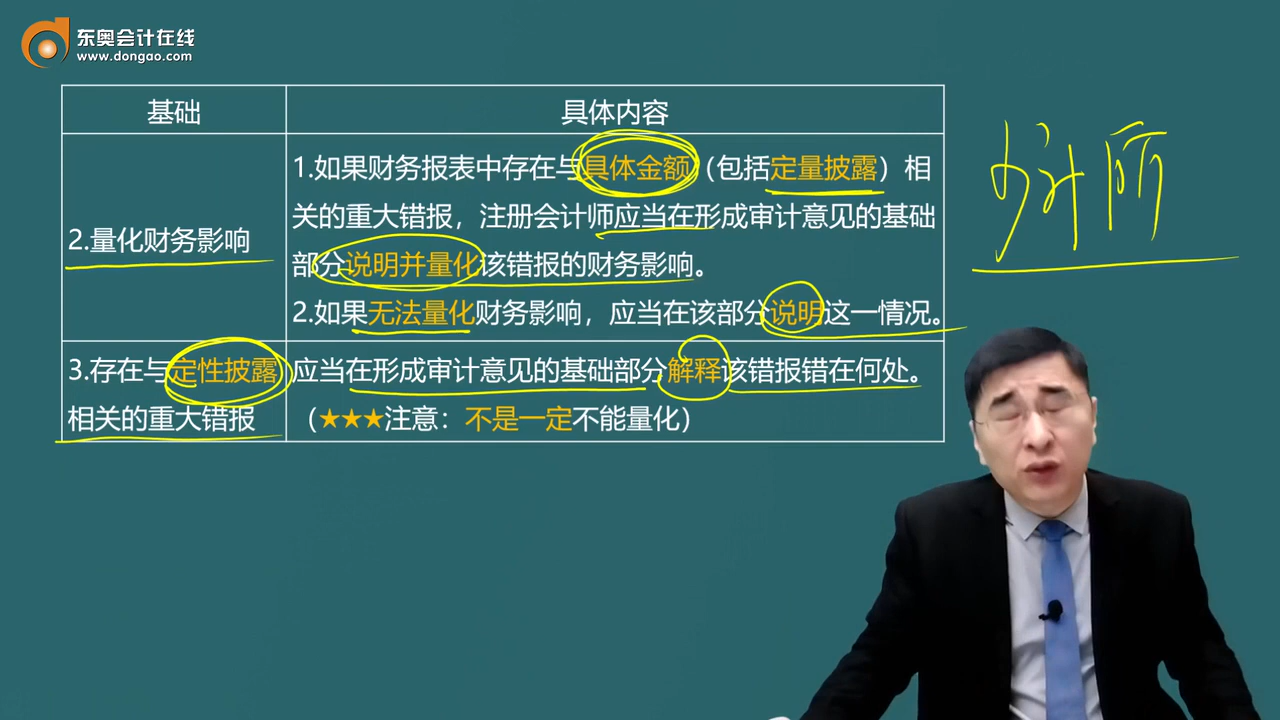 东奥会计在线
www.dongao.com
基础
具体内容
2.量化财务影响
1.如果财务报表中存在与具体金额（包括定量披露）相
关的重大错报，注册会计师应当在形成审计意见的基础
部分说明并量化该错报的财务影响。
2.如果无法量化财务影响，应当在该部分说明这一情况。
3.存在与定性披露
相关的重大错报
应当在形成审计意见的基础部分解释该错报错在何处。
（★★★注意：不是一定不能量化）